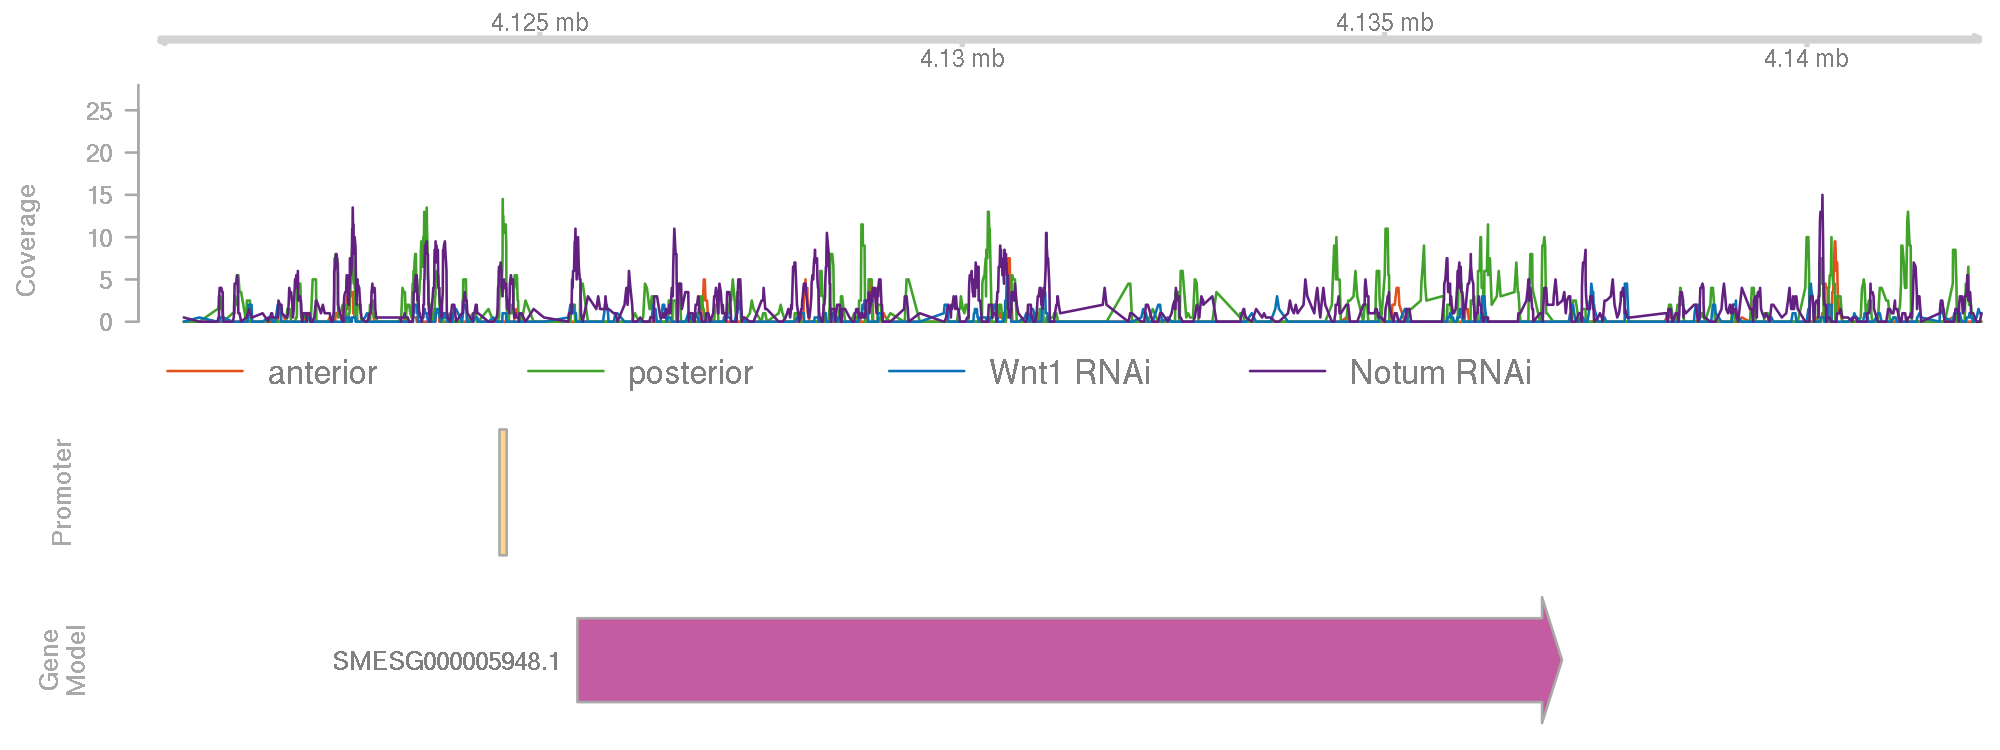 4.125 mb
4.135 mb
4.13 mb
4.14 mb
Coverage
25
20
15
10
5
0
anterior
posterior
Wnt1 RNAi
Notum RNAi
Promoter
Gene
Model
SMESG000005948.1